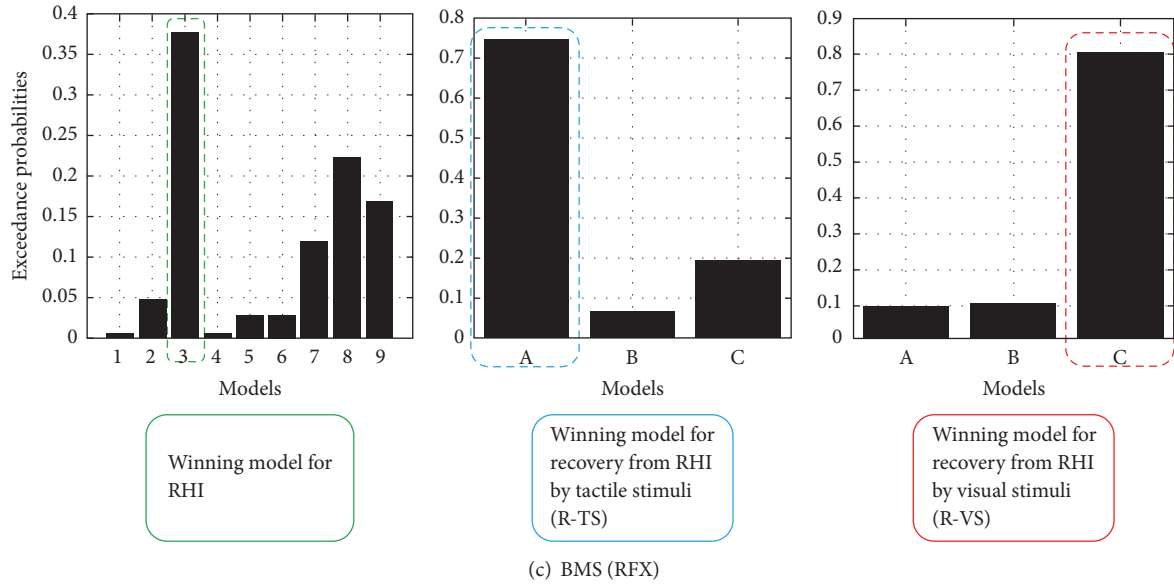 Exceedance probabilities
0.4
0.35
0.3
0.25
0.2
0.15
0.1
0.05
0
1 2 3 4 5 6 7 8 9
Models
0.8
0.7
0.6
0.5
0.4
0.3
0.2
0.1
0
A B C
Models
0.9
0.8
0.7
0.6
0.5
0.4
0.2
0.2
0.1
0
A B C
Models
Winning model for
RHI
Winning model for
recovery from RHI
by tactile stimuli
(R-TS)
Winning model for
recovery from RHI
by visual stimuli
(R-VS)
(c) BMS (RFX)